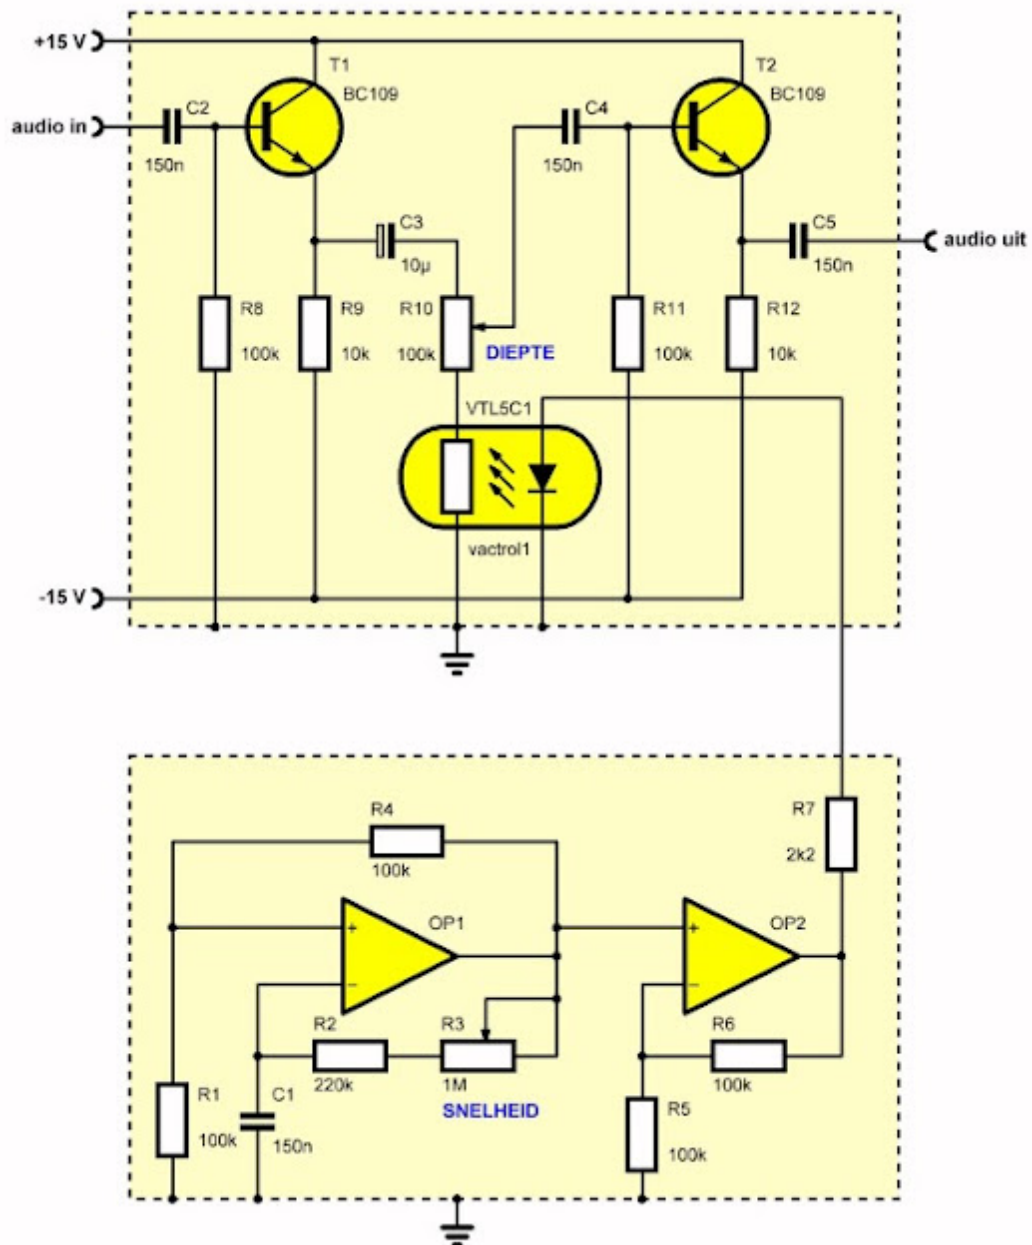 +15 V
T1
BC109
T2
BC109
C2
audio in
150n
C4
150n
C3
10µ
C5
audio uit
150n
R8
100k
R9
10k
R10
100k
DIEPTE
R11
100k
R12
10k
VTL5C1
vactrol1
-15 V
R4
100k
R7
2k2
+
OP1
−
+
OP2
−
R2
220k
R3
1M
SNELHEID
R6
100k
R1
100k
C1
150n
R5
100k